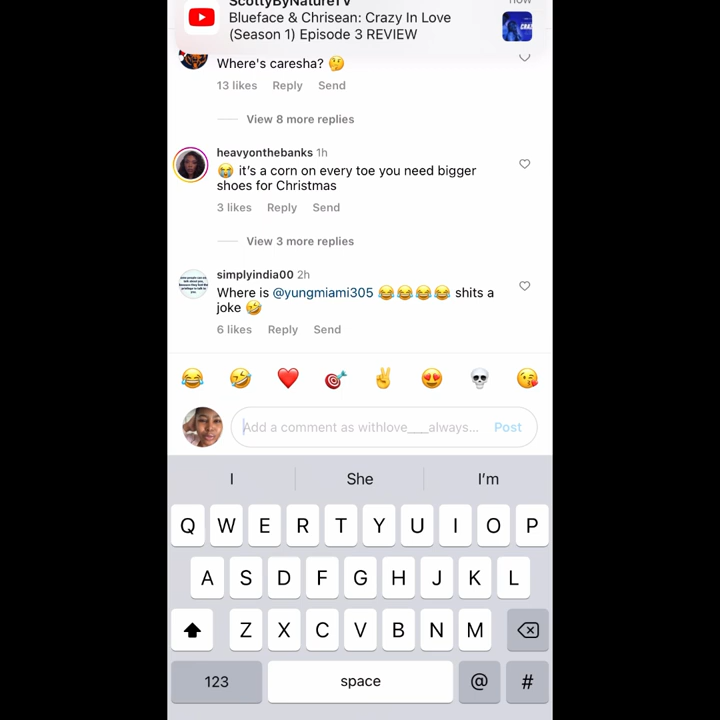 ScottyByNatureTV
now
Blueface & Chrisean: Crazy In Love
(Season 1) Episode 3 REVIEW
Where's caresha? 🤔
13 likes Reply Send
View 8 more replies
heavyonthebanks 1h
😭 it's a corn on every toe you need bigger
shoes for Christmas
3 likes Reply Send
View 3 more replies
simplyindia00 2h
Where is @yungmiami305 😂😂😂😂 shits a
joke 🤣
6 likes Reply Send
😂 🤣 ❤️ 🎯 ✌️ 😍 💀 😘
Add a comment as withlove___always... Post
I She I'm
Q W E R T Y U I O P
A S D F G H J K L
Z X C V B N M
123 space @ #